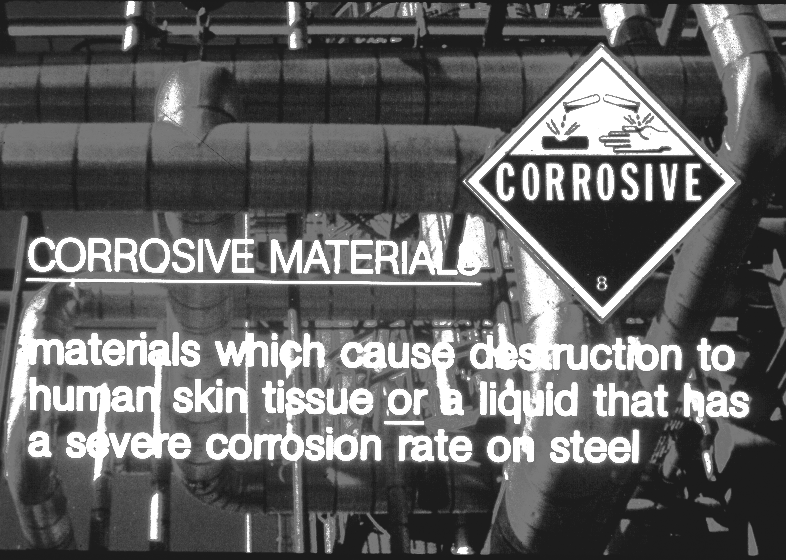 CORROSIVE
8
CORROSIVE MATERIALS
materials which cause destruction to
human skin tissue or a liquid that has
a severe corrosion rate on steel